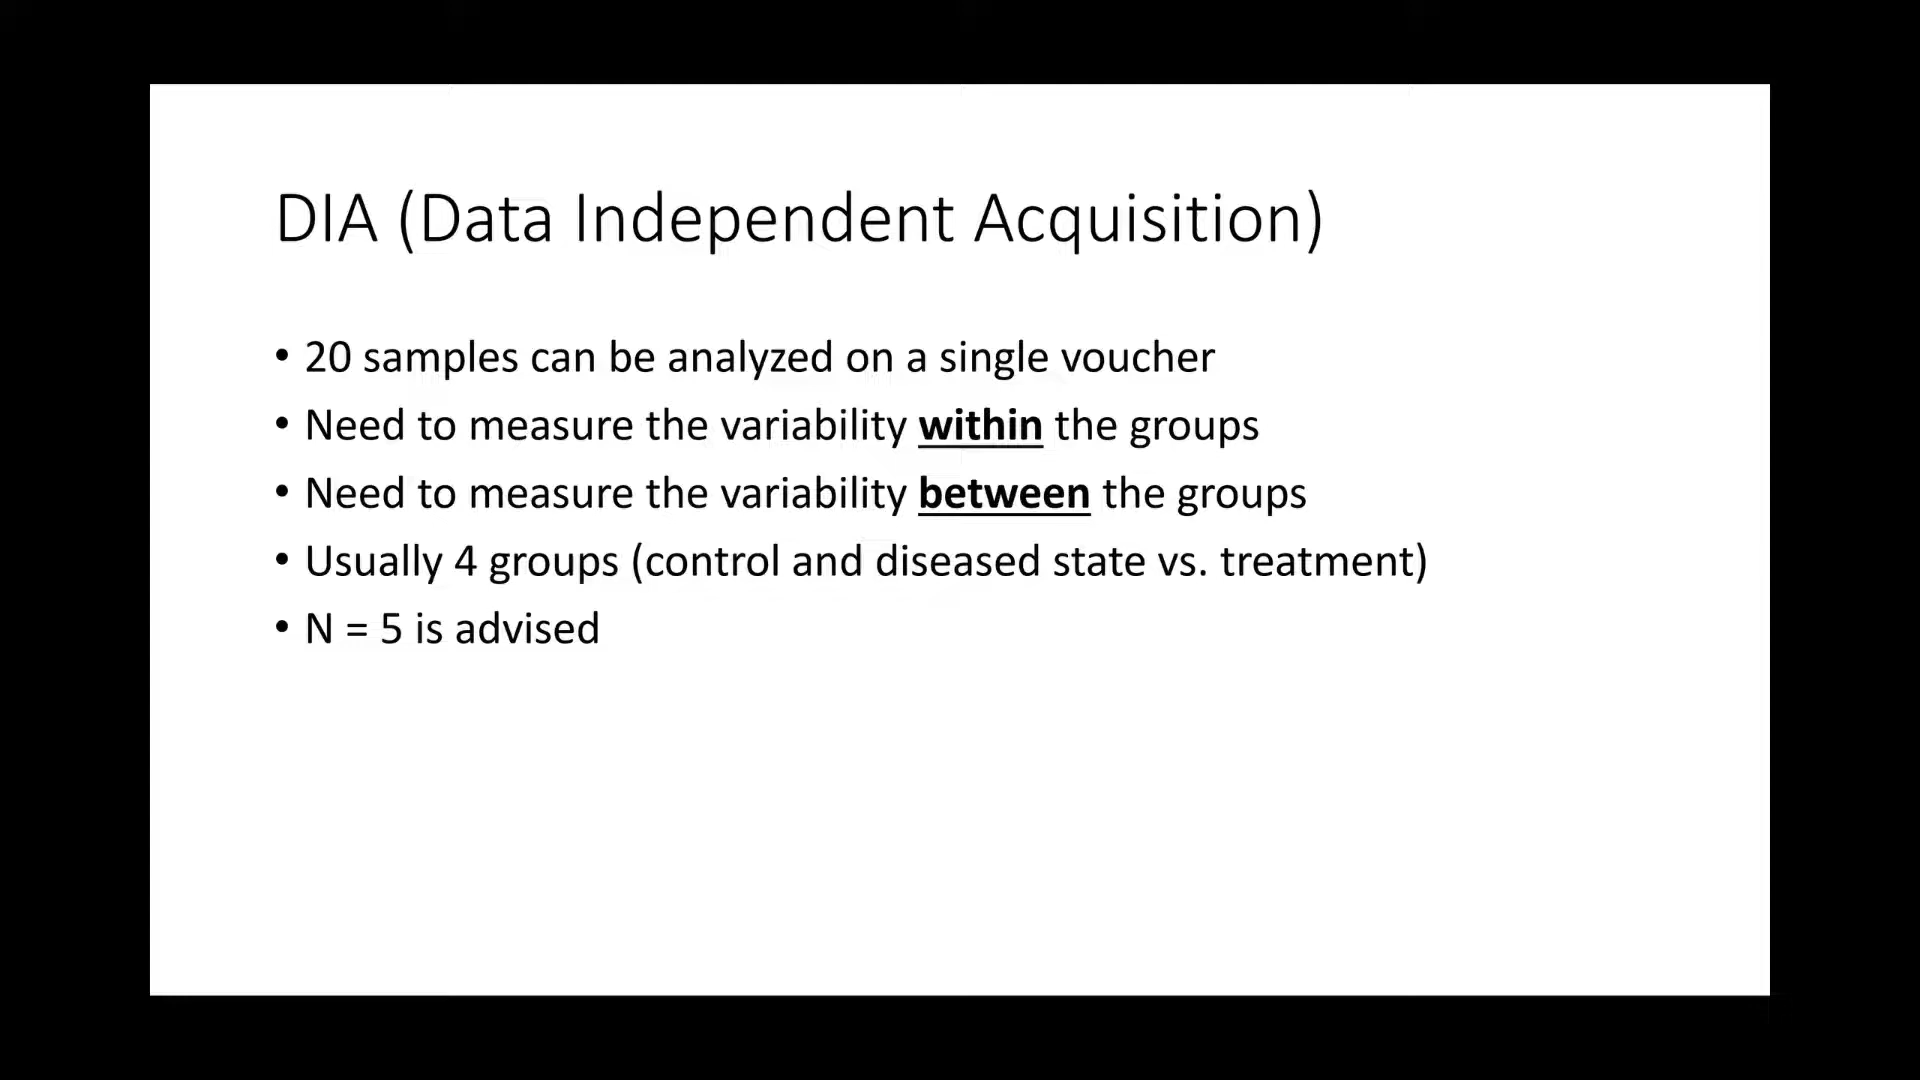 DIA (Data Independent Acquisition)
• 20 samples can be analyzed on a single voucher
• Need to measure the variability within the groups
• Need to measure the variability between the groups
• Usually 4 groups (control and diseased state vs. treatment)
• N = 5 is advised